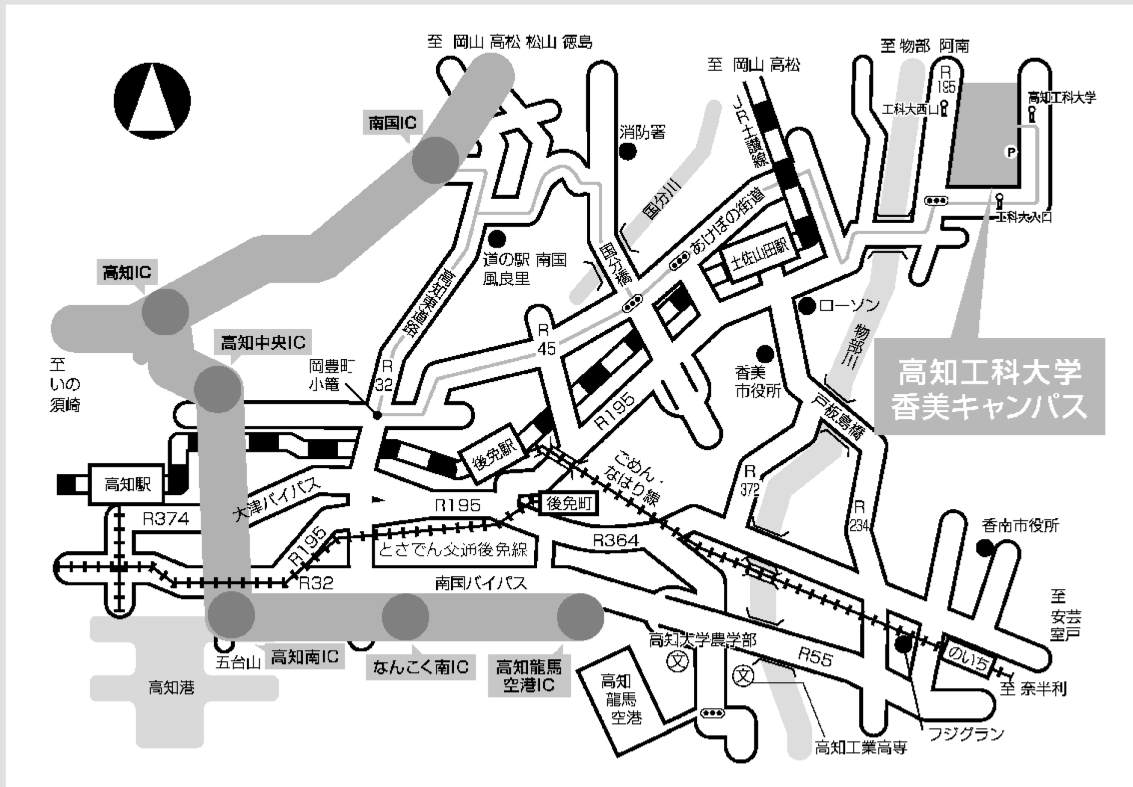 至 岡山 高松 松山 徳島
至 岡山 高松
至 物部 阿南
R
195
工科大西口
高知工科大学
P
工科大入口
南国IC
消防署
JR土讃線
国分川
あけぼの街道
土佐山田駅
道の駅 南国
風良里
国分橋
高知東道路
高知IC
高知中央IC
至
いの
須崎
岡豊町
小篭
R
32
R
45
ローソン
物部川
香美
市役所
高知工科大学
香美キャンパス
R195
戸板島橋
後免駅
ごめん・
なはり線
高知駅
大津バイパス
R195
後免町
R
372
R
234
R374
R195
とさでん交通後免線
R364
香南市役所
R32
南国バイパス
至
安芸
室戸
五台山
高知南IC
なんこく南IC
高知龍馬
空港IC
高知大学農学部
文
文
R55
のいち
至 奈半利
高知港
高知
龍馬
空港
高知工業高専
フジグラン